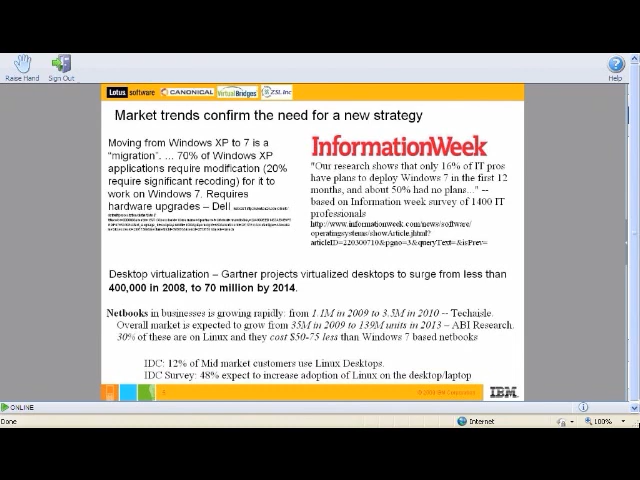 Raise Hand
Sign Out
Help
Lotus software
CANONICAL
VirtualBridges
ZSL Inc
Market trends confirm the need for a new strategy
Moving from Windows XP to 7 is a
"migration". ... 70% of Windows XP
applications require modification (20%
require significant recoding) for it to
work on Windows 7. Requires
hardware upgrades – Dell
InformationWeek
"Our research shows that only 16% of IT pros
have plans to deploy Windows 7 in the first 12
months, and about 50% had no plans..." --
based on Information week survey of 1400 IT
professionals
http://www.informationweek.com/news/software/
operatingsystems/showArticle.jhtml?
articleID=220300710&pgno=3&queryText=&isPrev=
Desktop virtualization – Gartner projects virtualized desktops to surge from less than
400,000 in 2008, to 70 million by 2014.
Netbooks in businesses is growing rapidly: from 1.1M in 2009 to 3.5M in 2010 -- Techaisle.
Overall market is expected to grow from 35M in 2009 to 139M units in 2013 – ABI Research.
30% of these are on Linux and they cost $50-75 less than Windows 7 based netbooks
IDC: 12% of Mid market customers use Linux Desktops.
IDC Survey: 48% expect to increase adoption of Linux on the desktop/laptop
IBM
ONLINE
Done
Internet
100%